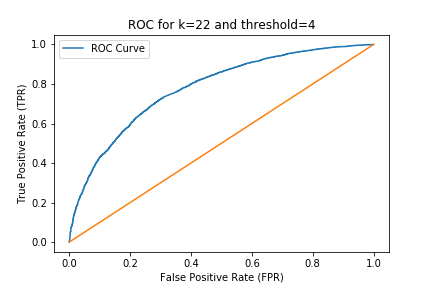 ROC for k=22 and threshold=4
ROC Curve
True Positive Rate (TPR)
1.0
0.8
0.6
0.4
0.2
0.0
0.0 0.2 0.4 0.6 0.8 1.0
False Positive Rate (FPR)